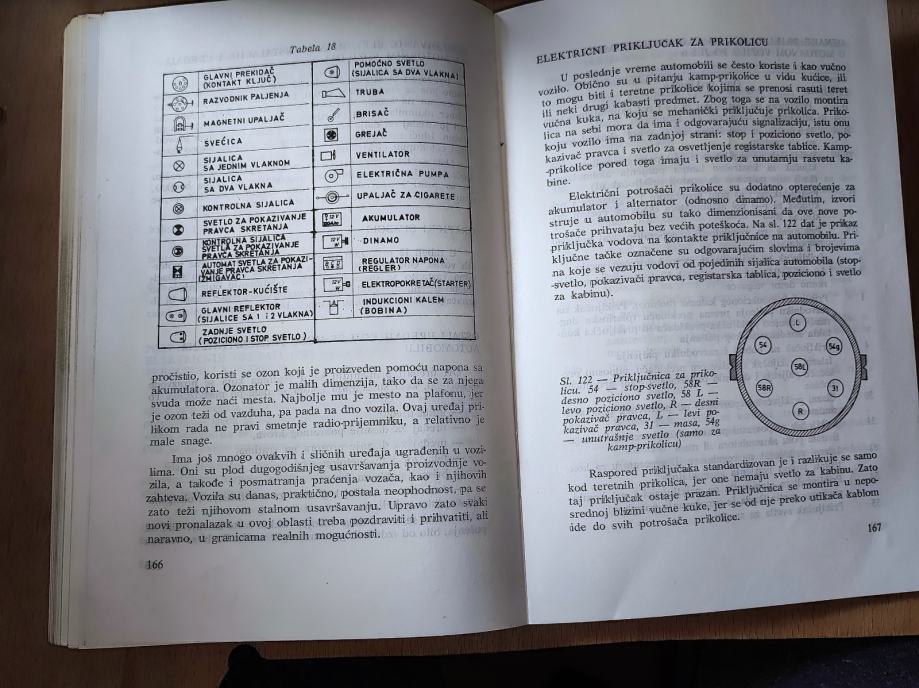 Tabela 18
GLAVNI PREKIDAČ
(KONTAKT KLJUČ)
RAZVODNIK PALJENJA
MAGNETNI UPALJAČ
SVEĆICA
SIJALICA
SA JEDNIM VLAKNOM
SIJALICA
SA DVA VLAKNA
KONTROLNA SIJALICA
SVETLO ZA POKAZIVANJE
PRAVCA SKRETANJA
KONTROLNA SIJALICA
SVETLA ZA POKAZIVANJE
PRAVCA SKRETANJA
AUTOMAT SVETLA ZA POKAZI-
VANJE PRAVCA SKRETANJA
(ŽMIGAVAC)
REFLEKTOR-KUĆIŠTE
GLAVNI REFLEKTOR
(SIJALICE SA 1 i 2 VLAKNA)
ZADNJE SVETLO
(POZICIONO I STOP SVETLO)
POMOĆNO SVETLO
(SIJALICA SA DVA VLAKNA)
TRUBA
BRISAČ
GREJAČ
VENTILATOR
ELEKTRIČNA PUMPA
UPALJAČ ZA CIGARETE
12V
AKUMULATOR
12V
DINAMO
REGULATOR NAPONA
(REGLER)
12V
ELEKTROPOKRETAČ(STARTER)
INDUKCIONI KALEM
(BOBINA)
pročistio, koristi se ozon koji je proizveden pomoću napona sa
akumulatora. Ozonator je malih dimenzija, tako da se za njega
svuda može naći mesta. Najbolje mu je mesto na plafonu, jer
je ozon teži od vazduha, pa pada na dno vozila. Ovaj uređaj pri-
likom rada ne pravi smetnje radio-prijemniku, a relativno je
male snage.
Ima još mnogo ovakvih i sličnih uređaja ugrađenih u vozi-
lima. Oni su plod dugogodišnjeg usavršavanja proizvodnje vo-
zila, a takođe i posmatranja praćenja vozača, kao i njihovih
zahteva. Vozila su danas, praktično, postala neophodnost, pa se
zato teži njihovom stalnom usavršavanju. Upravo zato svaki
novi pronalazak u ovoj oblasti treba pozdraviti i prihvatiti, ali
naravno, u granicama realnih mogućnosti.
166
ELEKTRIČNI PRIKLJUČAK ZA PRIKOLICU
U poslednje vreme automobili se često koriste i kao vučno
vozilo. Obično su u pitanju kamp-prikolice u vidu kućice, ili
to mogu biti i teretne prikolice kojima se prenosi rasuti teret
ili neki drugi kabasti predmet. Zbog toga se na vozilo montira
vučna kuka, na koju se mehanički priključuje prikolica. Priko-
lica na sebi mora da ima i odgovarajuću signalizaciju, istu onu
koju vozilo ima na zadnjoj strani: stop i poziciono svetlo, po-
kazivač pravca i svetlo za osvetljenje registarske tablice. Kamp-
-prikolice pored toga imaju i svetlo za unutarnju rasvetu ka-
bine.
Električni potrošači prikolice su dodatno opterećenje za
akumulator i alternator (odnosno dinamo). Međutim, izvori
struje u automobilu su tako dimenzionisani da ove nove po-
trošače prihvataju bez većih poteškoća. Na sl. 122 dat je prikaz
priključka vodova na kontakte priključnice na automobilu. Pri-
ključne tačke označene su odgovarajućim slovima i brojevima
na koje se vezuju vodovi od pojedinih sijalica automobila (stop-
-svetlo, pokazivači pravca, registarska tablica, poziciono i svetlo
za kabinu).
L
54
54g
58L
58R
31
R
Sl. 122 — Priključnica za priko-
licu. 54 — stop-svetlo, 58R —
desno poziciono svetlo, 58 L —
levo poziciono svetlo, R — desni
pokazivač pravca, L — levi po-
kazivač pravca, 31 — masa, 54g
— unutrašnje svetlo (samo za
kamp-prikolicu)
Raspored priključaka standardizovan je i razlikuje se samo
kod teretnih prikolica, jer one nemaju svetlo za kabinu. Zato
taj priključak ostaje prazan. Priključnica se montira u nepo-
srednoj blizini vučne kuke, jer se od nje preko utikača kablom
ide do svih potrošača prikolice.
167